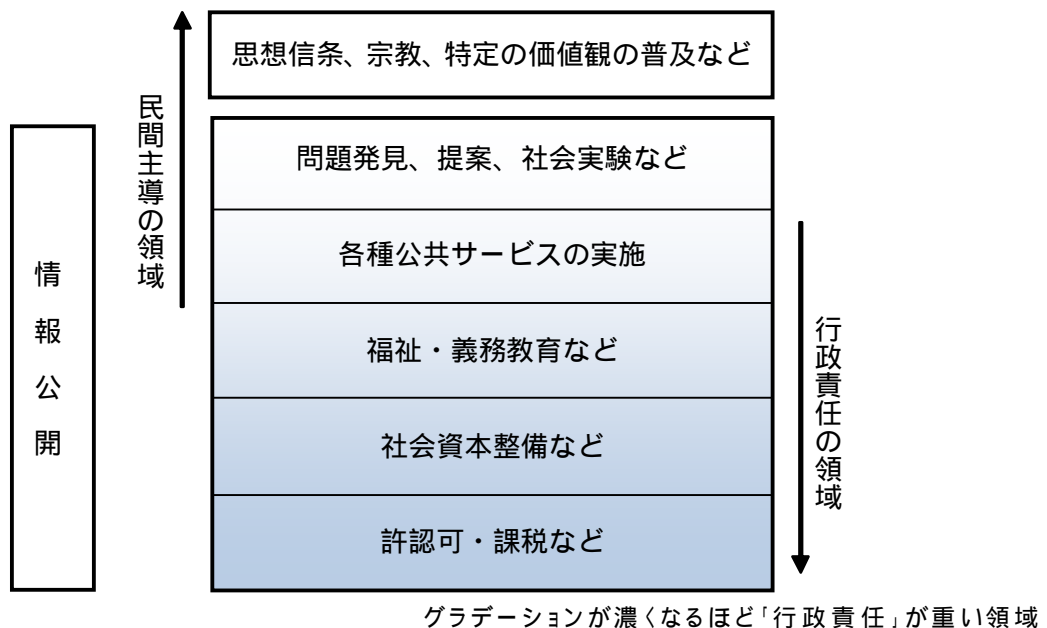 思想信条、宗教、特定の価値観の普及など
民間主導の領域
情報公開
問題発見、提案、社会実験など
各種公共サービスの実施
福祉・義務教育など
社会資本整備など
許認可・課税など
行政責任の領域
グラデーションが濃くなるほど「行政責任」が重い領域